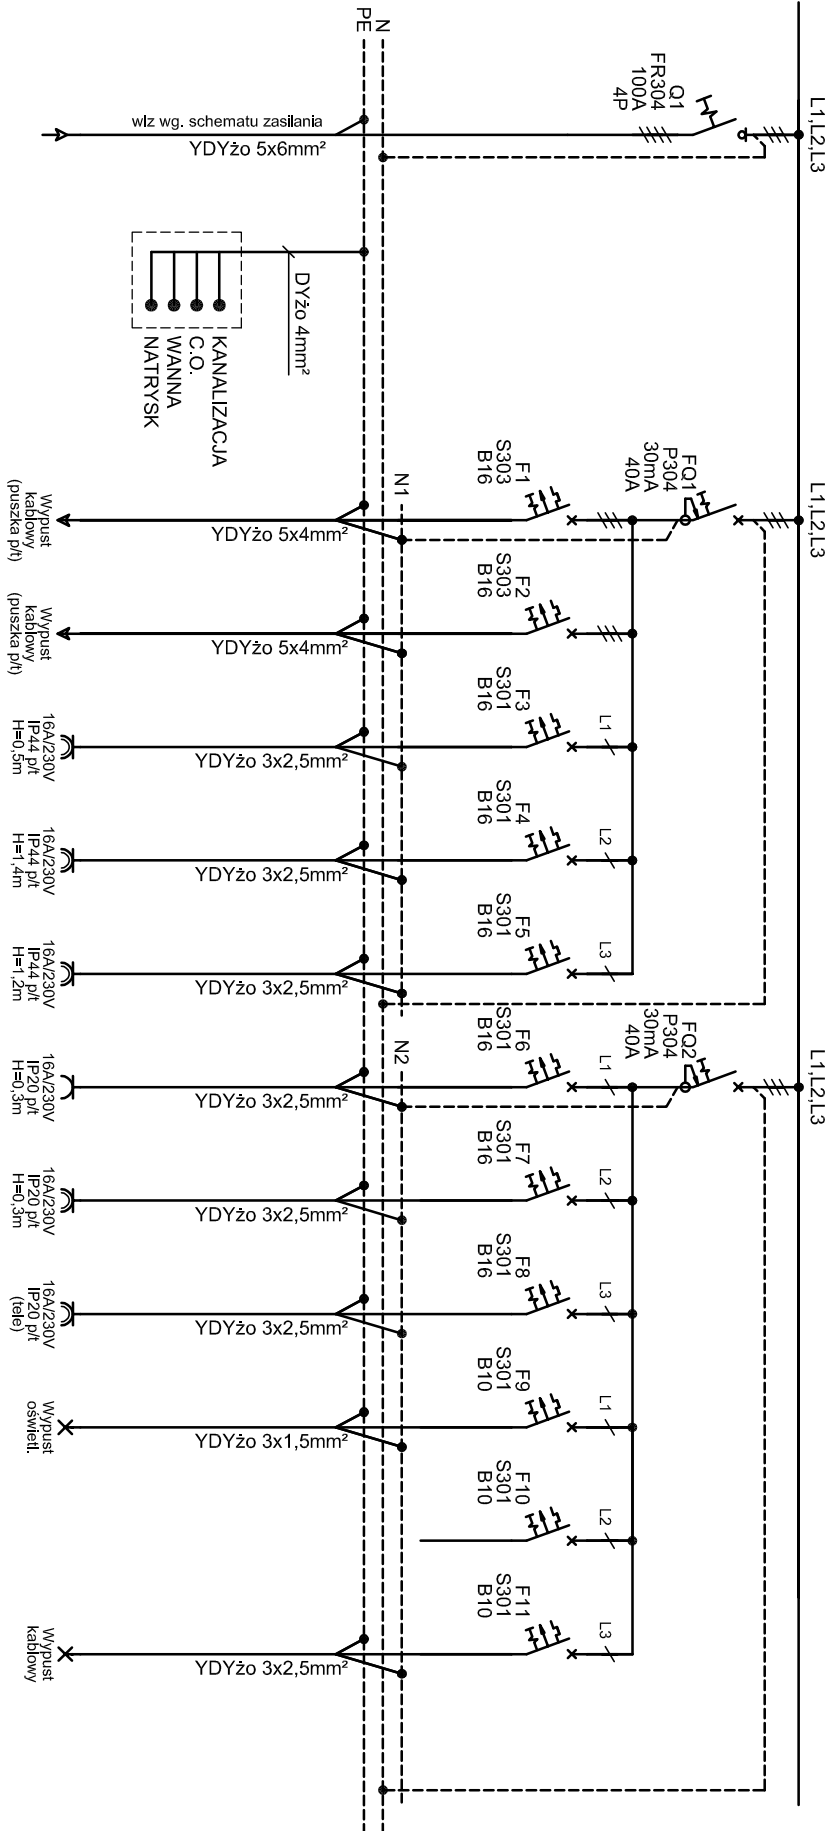 L1,L2,L3
Q1
FR304
100A
4P
N
PE
wlz wg. schematu zasilania
YDYżo 5x6mm²
DYżo 4mm²
KANALIZACJA
C.O.
WANNA
NATRYSK
L1,L2,L3
FQ1
P304
30mA
40A
N1
F1
S303
B16
YDYżo 5x4mm²
Wypust
kablowy
(puszka p/t)
F2
S303
B16
YDYżo 5x4mm²
Wypust
kablowy
(puszka p/t)
L1
F3
S301
B16
YDYżo 3x2,5mm²
16A/230V
IP44 p/t
H=0,5m
L2
F4
S301
B16
YDYżo 3x2,5mm²
16A/230V
IP44 p/t
H=1,4m
L3
F5
S301
B16
YDYżo 3x2,5mm²
16A/230V
IP44 p/t
H=1,2m
L1,L2,L3
FQ2
P304
30mA
40A
N2
L1
F6
S301
B16
YDYżo 3x2,5mm²
16A/230V
IP20 p/t
H=0,3m
L2
F7
S301
B16
YDYżo 3x2,5mm²
16A/230V
IP20 p/t
H=0,3m
L3
F8
S301
B16
YDYżo 3x2,5mm²
16A/230V
IP20 p/t
(tele)
L1
F9
S301
B10
YDYżo 3x1,5mm²
Wypust
oświetl.
L2
F10
S301
B10
L3
F11
S301
B10
YDYżo 3x2,5mm²
Wypust
kablowy